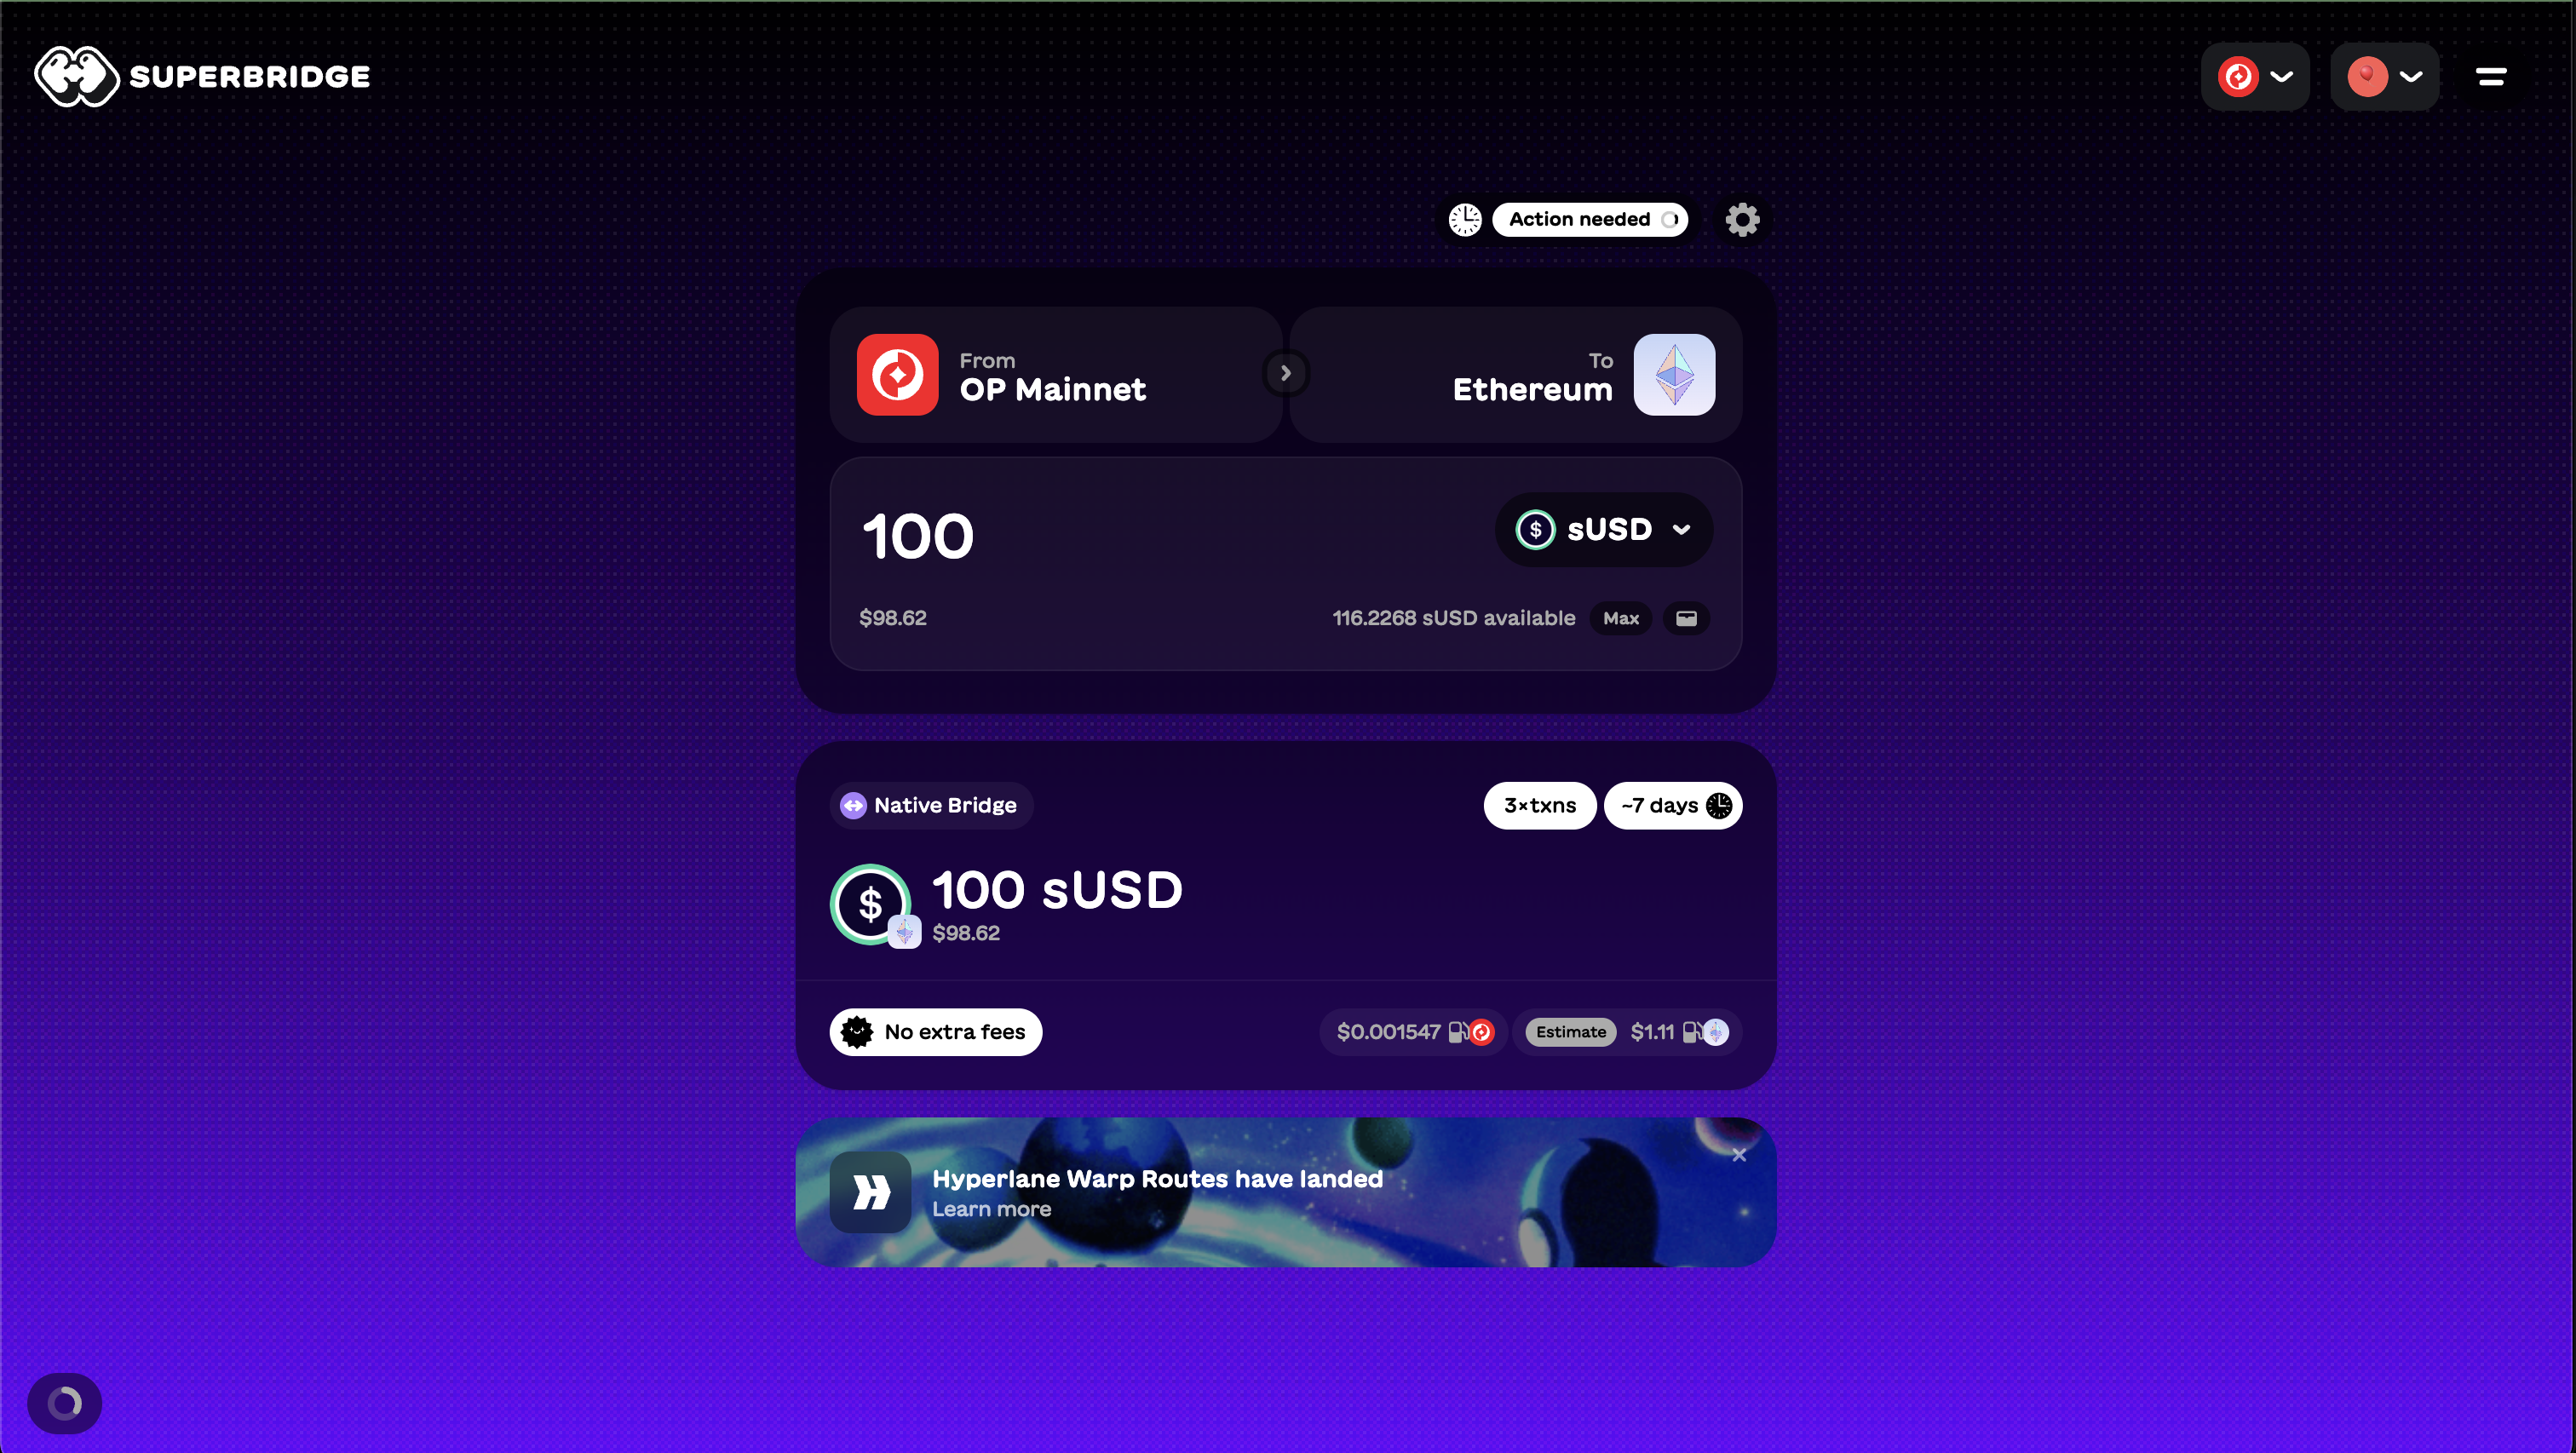 SUPERBRIDGE
Action needed
From
OP Mainnet
To
Ethereum
100
$ sUSD
$98.62
116.2268 sUSD available
Max
Native Bridge
3×txns
~7 days
$
100 sUSD
$98.62
No extra fees
$0.001547
Estimate $1.11
Hyperlane Warp Routes have landed
Learn more